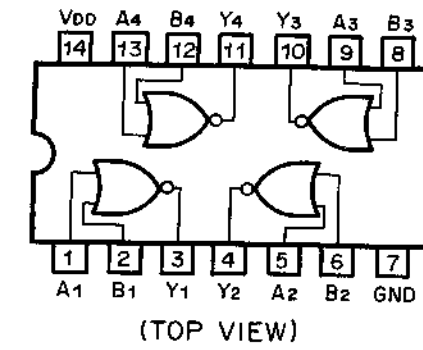 VDD A4 B4 Y4 Y3 A3 B3
14 13 12 11 10 9 8
1 2 3 4 5 6 7
A1 B1 Y1 Y2 A2 B2 GND
(TOP VIEW)